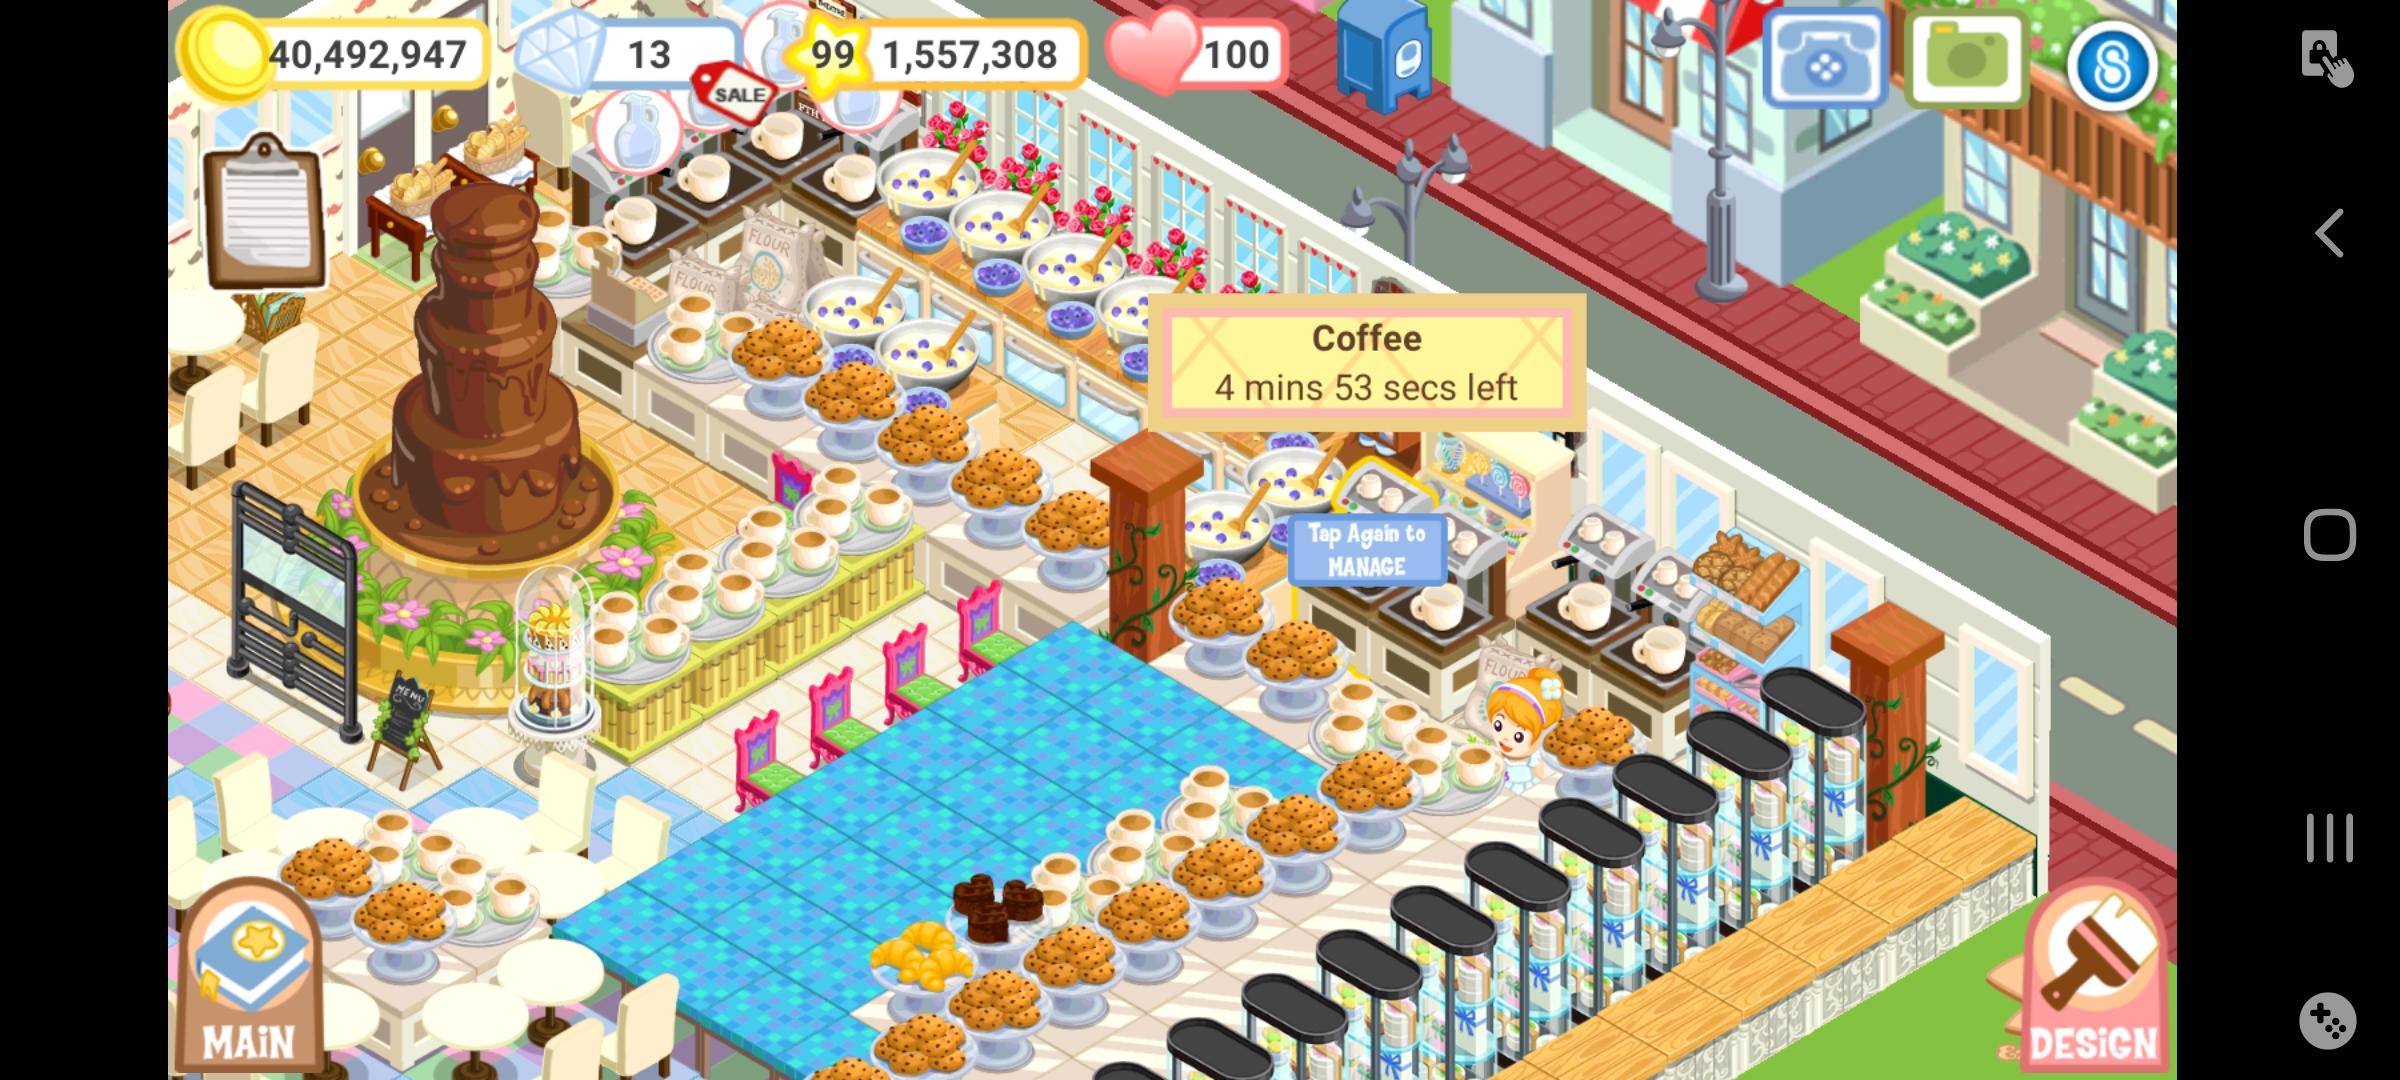 40,492,947
13
SALE
99
1,557,308
100
FLOUR
FLOUR
Coffee
4 mins 53 secs left
Tap Again to
MANAGE
FLOUR
MENU
MAiN
DESiGN